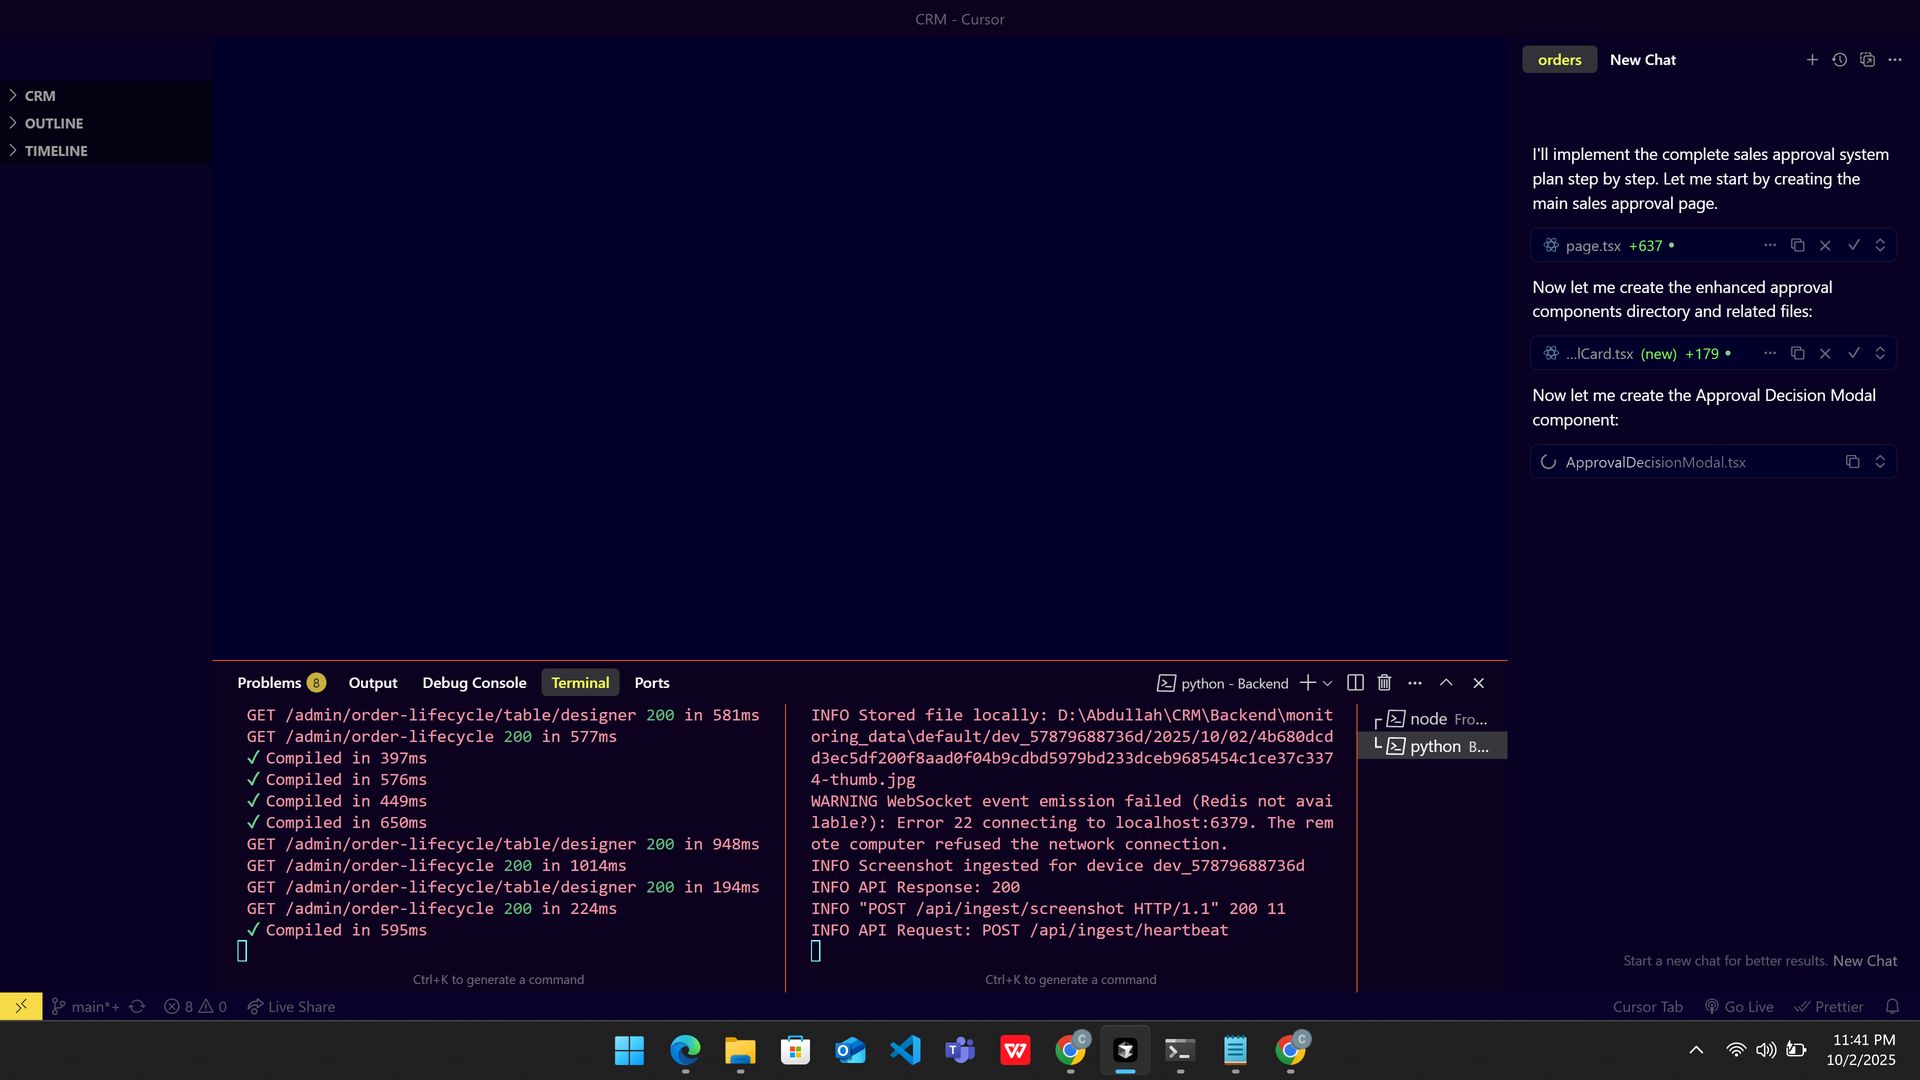 CRM - Cursor
CRM
OUTLINE
TIMELINE
orders
New Chat
I'll implement the complete sales approval system
plan step by step. Let me start by creating the
main sales approval page.
page.tsx +637
Now let me create the enhanced approval
components directory and related files:
...lCard.tsx (new) +179
Now let me create the Approval Decision Modal
component:
ApprovalDecisionModal.tsx
Start a new chat for better results. New Chat
Problems 8 Output Debug Console Terminal Ports
python - Backend
GET /admin/order-lifecycle/table/designer 200 in 581ms
GET /admin/order-lifecycle 200 in 577ms
✓ Compiled in 397ms
✓ Compiled in 576ms
✓ Compiled in 449ms
✓ Compiled in 650ms
GET /admin/order-lifecycle/table/designer 200 in 948ms
GET /admin/order-lifecycle 200 in 1014ms
GET /admin/order-lifecycle/table/designer 200 in 194ms
GET /admin/order-lifecycle 200 in 224ms
✓ Compiled in 595ms
Ctrl+K to generate a command
INFO Stored file locally: D:\Abdullah\CRM\Backend\monit
oring_data\default/dev_57879688736d/2025/10/02/4b680dcd
d3ec5df200f8aad0f04b9cdbd5979bd233dceb9685454c1ce37c337
4-thumb.jpg
WARNING WebSocket event emission failed (Redis not avai
lable?): Error 22 connecting to localhost:6379. The rem
ote computer refused the network connection.
INFO Screenshot ingested for device dev_57879688736d
INFO API Response: 200
INFO "POST /api/ingest/screenshot HTTP/1.1" 200 11
INFO API Request: POST /api/ingest/heartbeat
Ctrl+K to generate a command
node Fro...
python B...
main*+ 8 0 Live Share
Cursor Tab Go Live Prettier
11:41 PM
10/2/2025